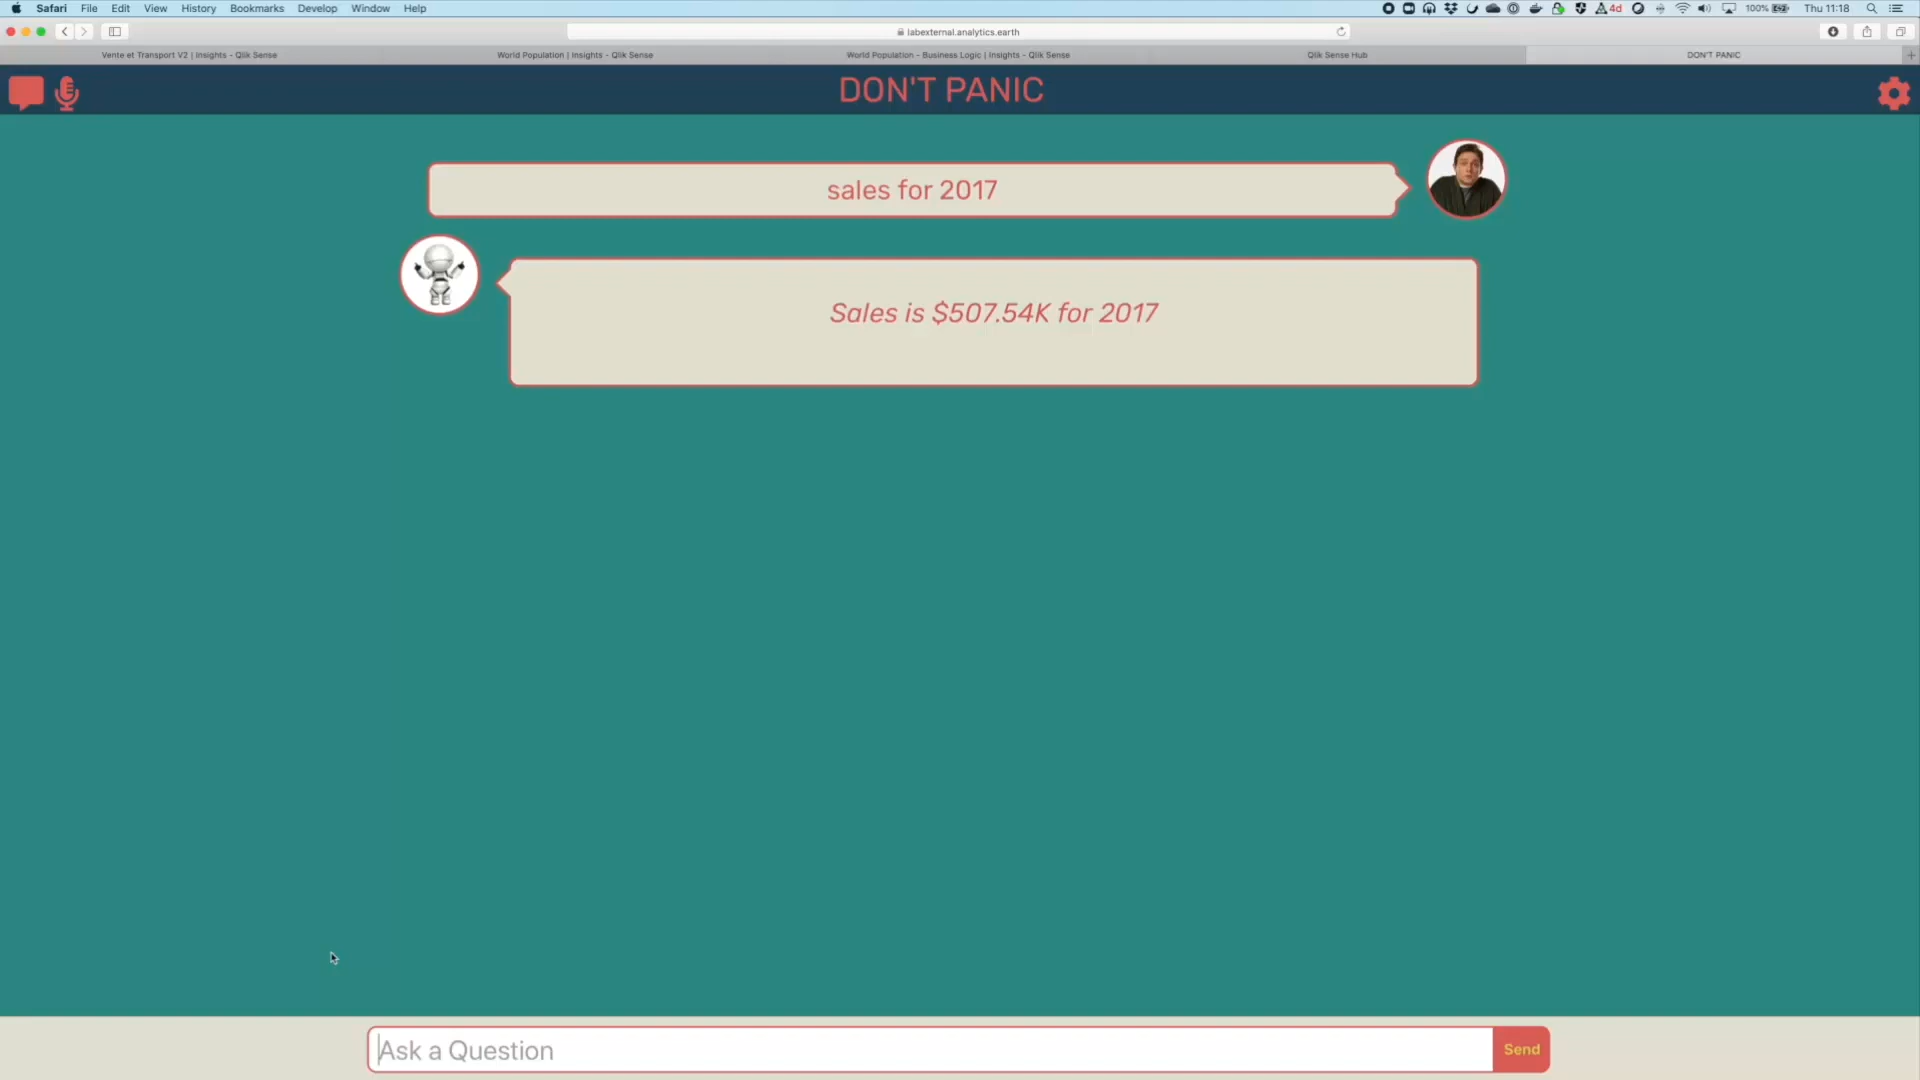 Safari File Edit View History Bookmarks Develop Window Help 4d 100% Thu 11:18
labexternal.analytics.earth
Vente et Transport V2 | Insights - Qlik Sense World Population | Insights - Qlik Sense World Population - Business Logic | Insights - Qlik Sense Qlik Sense Hub DON'T PANIC
DON'T PANIC
sales for 2017
Sales is $507.54K for 2017
Ask a Question Send